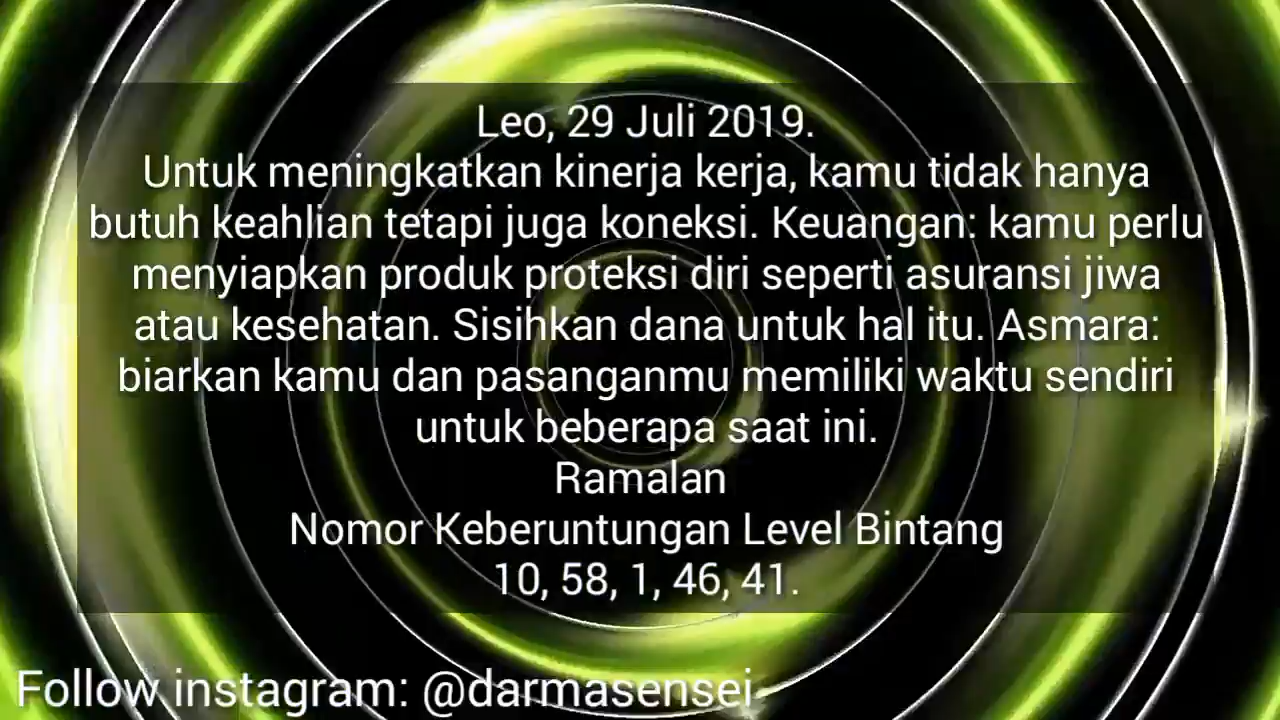 Leo, 29 Juli 2019.
Untuk meningkatkan kinerja kerja, kamu tidak hanya
butuh keahlian tetapi juga koneksi. Keuangan: kamu perlu
menyiapkan produk proteksi diri seperti asuransi jiwa
atau kesehatan. Sisihkan dana untuk hal itu. Asmara:
biarkan kamu dan pasanganmu memiliki waktu sendiri
untuk beberapa saat ini.
Ramalan
Nomor Keberuntungan Level Bintang
10, 58, 1, 46, 41.
Follow instagram: @darmasensei